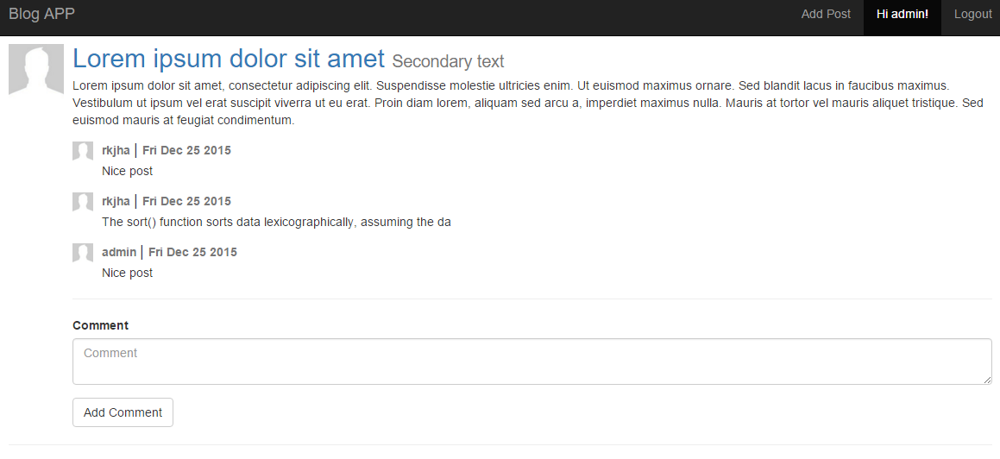 Blog APP
Add Post
Hi admin!
Logout
Lorem ipsum dolor sit amet Secondary text
Lorem ipsum dolor sit amet, consectetur adipiscing elit. Suspendisse molestie ultricies enim. Ut euismod maximus ornare. Sed blandit lacus in faucibus maximus.
Vestibulum ut ipsum vel erat suscipit viverra ut eu erat. Proin diam lorem, aliquam sed arcu a, imperdiet maximus nulla. Mauris at tortor vel mauris aliquet tristique. Sed
euismod mauris at feugiat condimentum.
rkjha | Fri Dec 25 2015
Nice post
rkjha | Fri Dec 25 2015
The sort() function sorts data lexicographically, assuming the da
admin | Fri Dec 25 2015
Nice post
Comment
Comment
Add Comment